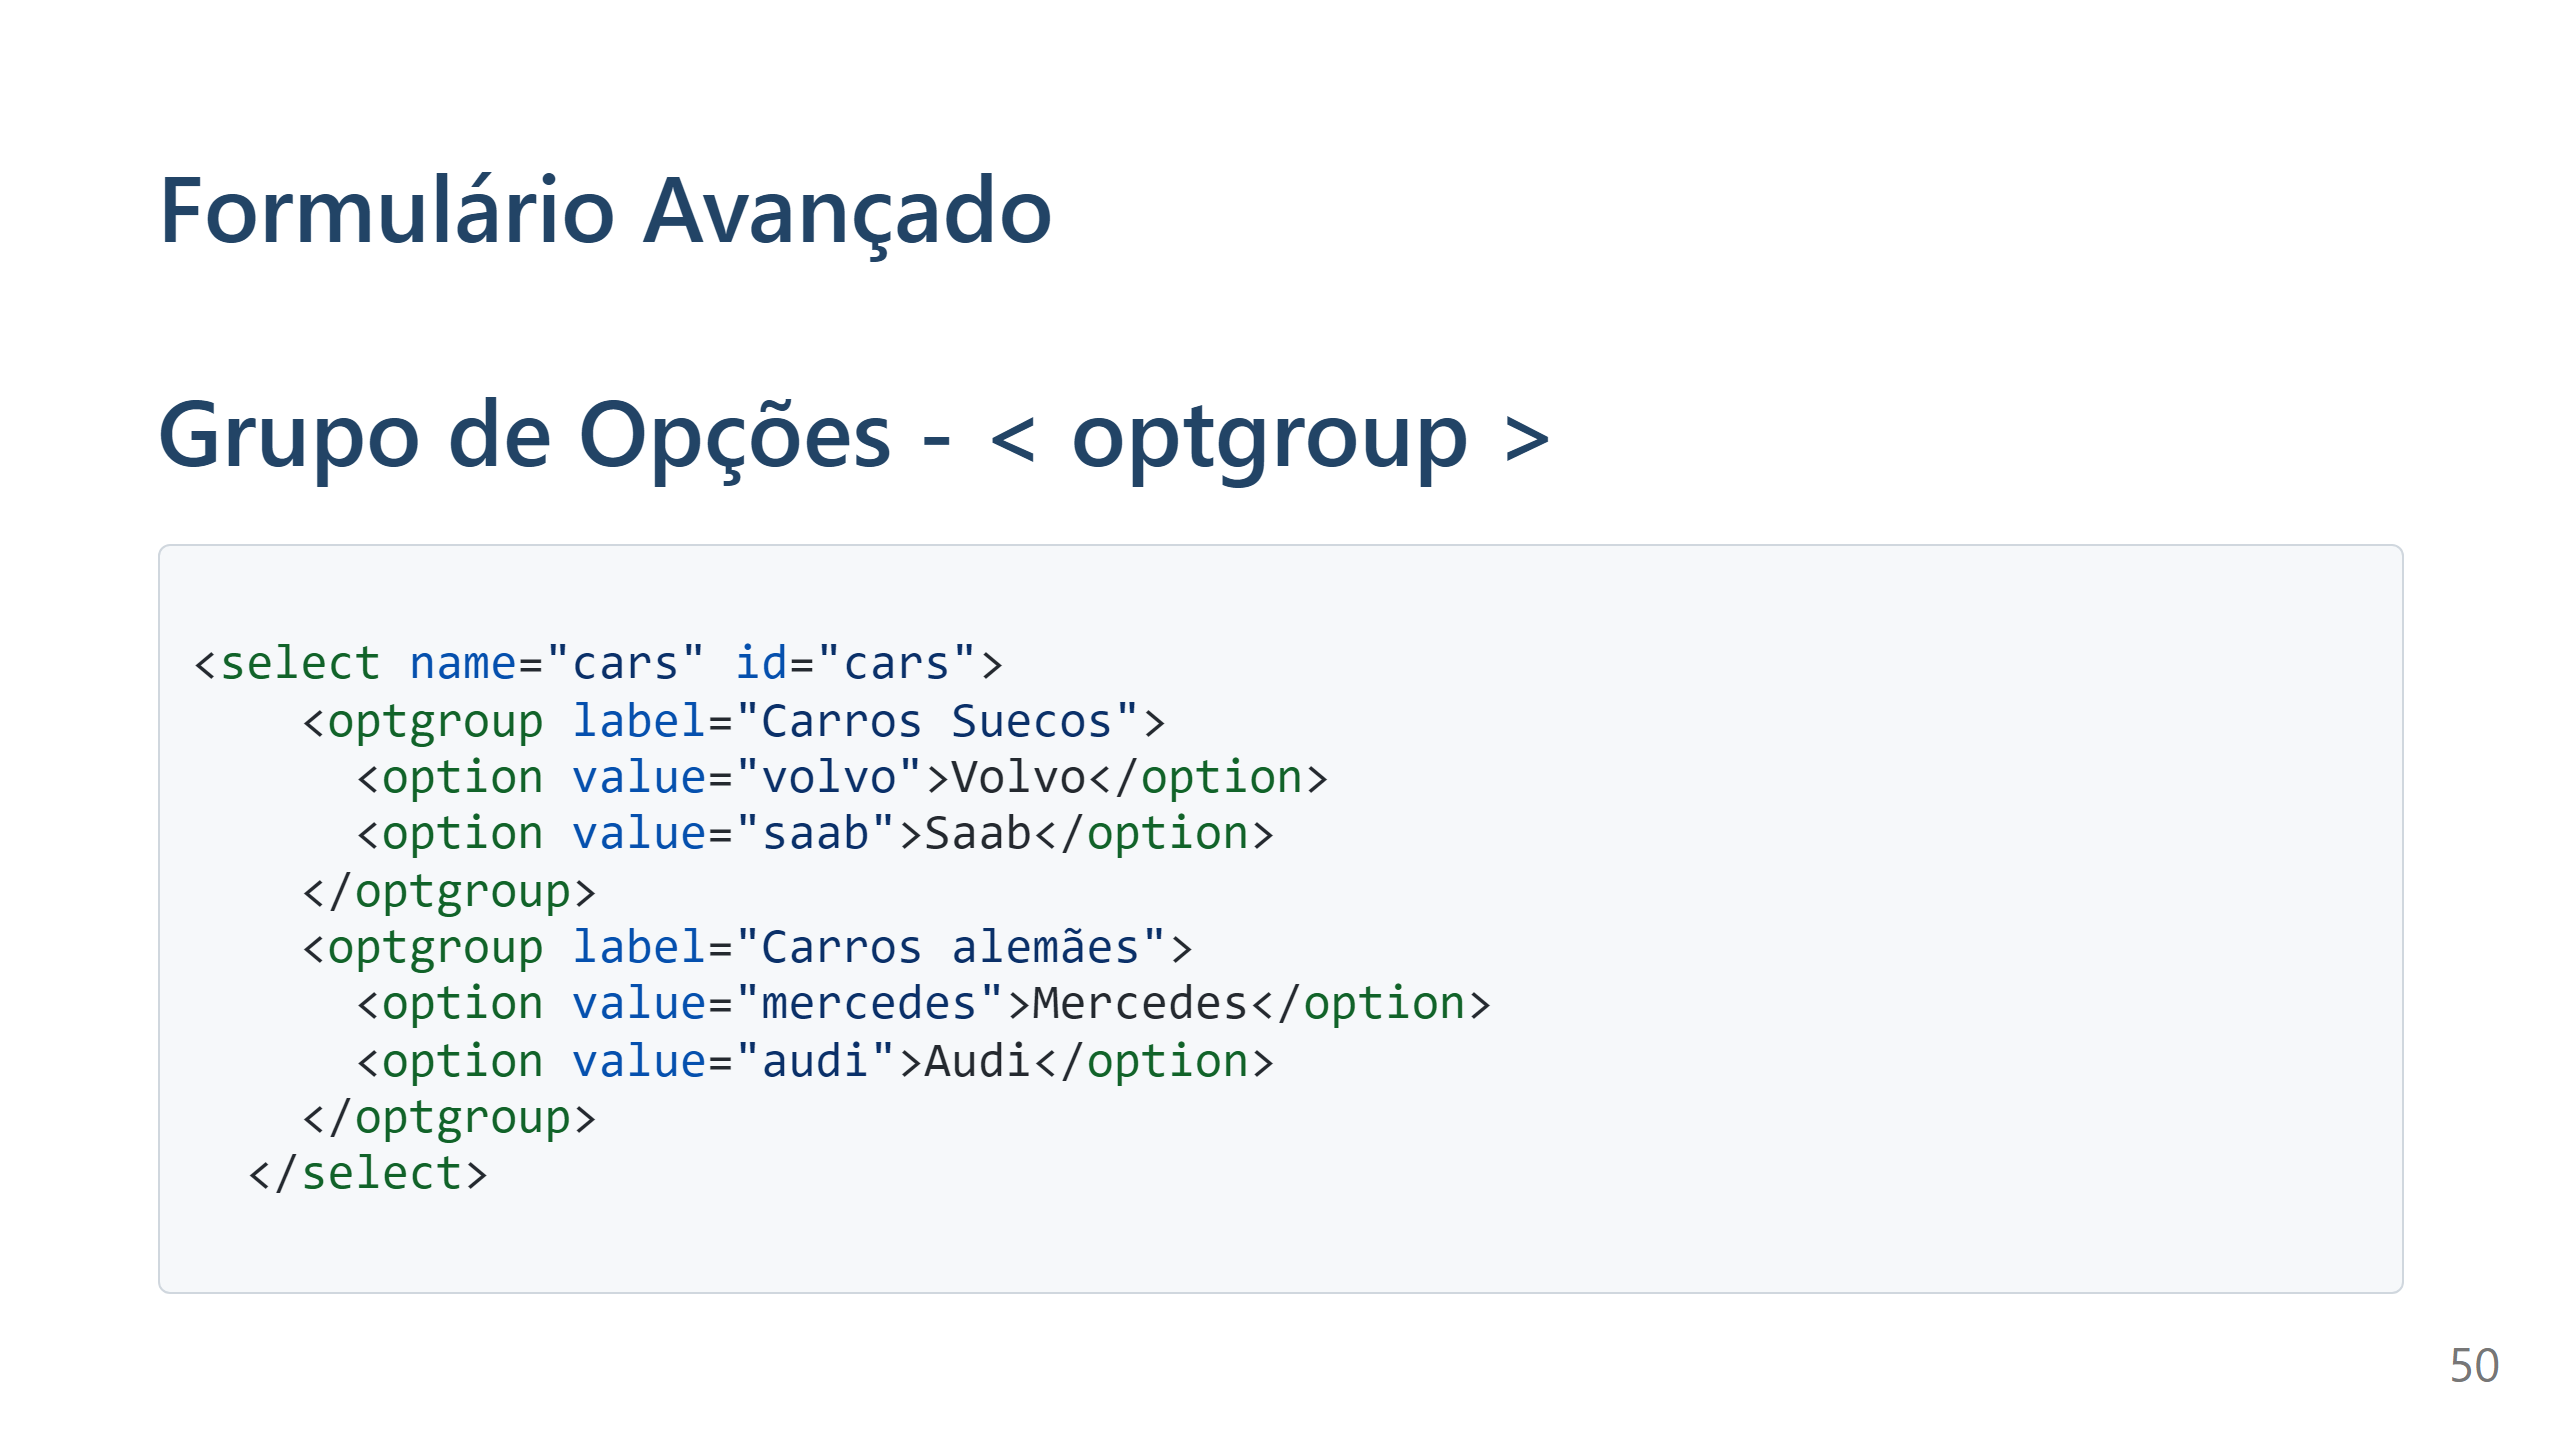 Formulário Avançado
Grupo de Opções - < optgroup >
<select name="cars" id="cars">
    <optgroup label="Carros Suecos">
      <option value="volvo">Volvo</option>
      <option value="saab">Saab</option>
    </optgroup>
    <optgroup label="Carros alemães">
      <option value="mercedes">Mercedes</option>
      <option value="audi">Audi</option>
    </optgroup>
  </select>
50